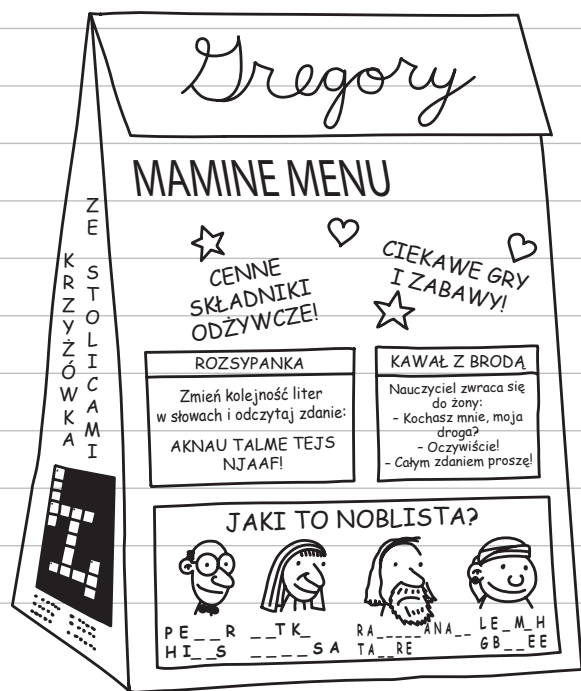 Gregory
MAMINE MENU
CENNE
SKŁADNIKI
ODŻYWCZE!
CIEKAWE GRY
I ZABAWY!
ROZSYPANKA
Zmień kolejność liter
w słowach i odczytaj zdanie:
AKNAU TALME TEJS
NJAAF!
KAWAŁ Z BRODĄ
Nauczyciel zwraca się
do żony:
– Kochasz mnie, moja
droga?
– Oczywiście!
– Całym zdaniem proszę!
JAKI TO NOBLISTA?
PE__R
HI__S
__TK_
____SA
RA_____ANA__
TA__RE
LE_M_H
GB__EE
KRZYŻÓWKA
ZE STOLICAMI